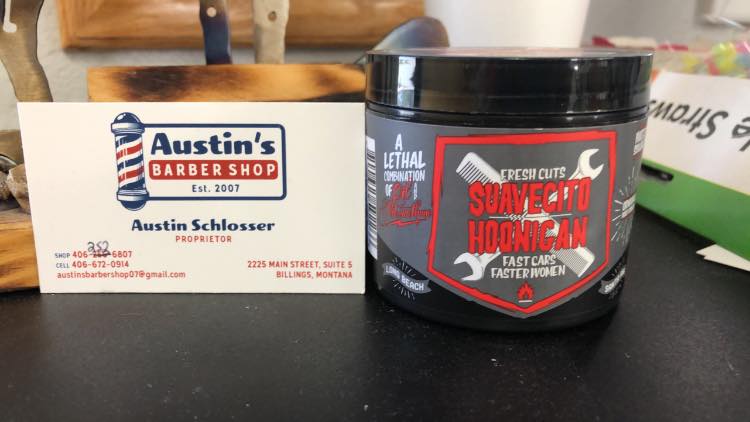 Austin's
BARBER SHOP
Est. 2007
Austin Schlosser
PROPRIETOR
SHOP 406-352-6807
CELL 406-672-0914
austinsbarbershop07@gmail.com
2225 MAIN STREET, SUITE 5
BILLINGS, MONTANA
A
LETHAL
COMBINATION
OF
LONG BEACH
FRESH CUTS
SUAVECITO
HOONIGAN
FAST CARS
FASTER WOMEN
Straws